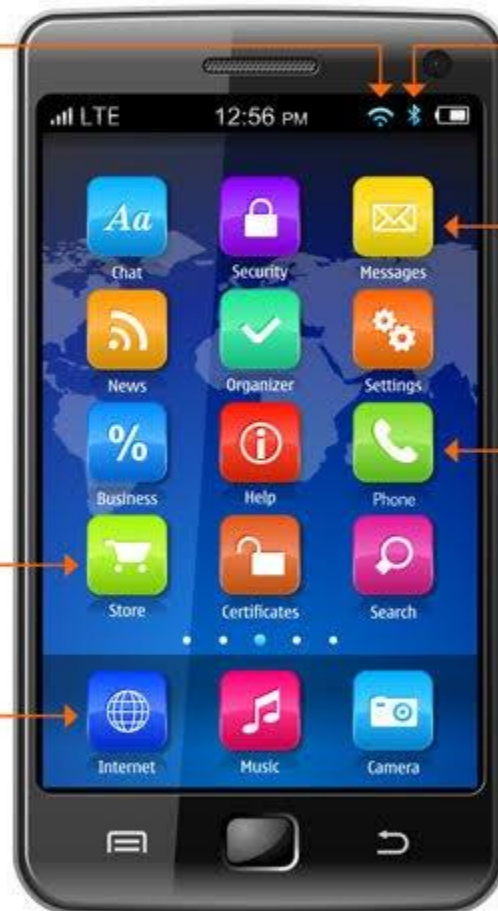 LTE 12:56 PM
Aa
Chat Security Messages
News Organizer Settings
%
Business Help Phone
Store Certificates Search
Internet Music Camera